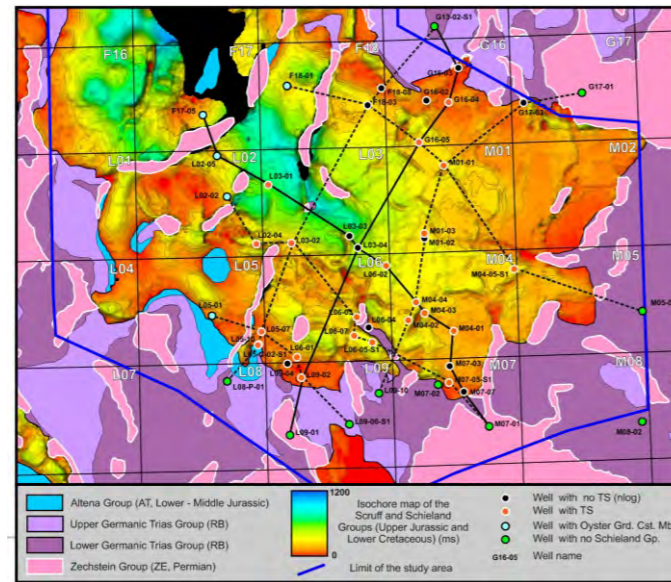 F16
F17
F18
G16
G17
G13-02-S1
G16-03
F18-01
G17-01
G16-02
G16-04
F18-03
G17-03
F17-05
G16-05
L01
L02
L03
M01
M02
L02-05
M01-01
L03-01
L02-02
L03-03
M01-03
M01-02
L02-04
L03-02
L03-04
L04
L05
L06
L06-02
M04
M05
M04-05-S1
M04-04
M04-03
M04-02
M04-01
L05-01
L05-07
L06-04
L06-07
L06-05-S1
L06-01
L07
L08
L09
M07
M08
M07-03
M07-05-S1
M07-02
M07-07
L08-P-01
L09-02
L09-10
L09-01
L09-06-S1
M07-01
M08-02
Altena Group (AT, Lower - Middle Jurassic)
Upper Germanic Trias Group (RB)
Lower Germanic Trias Group (RB)
Zechstein Group (ZE, Permian)
1200
0
Isochore map of the
Scruff and Schieland
Groups (Upper Jurassic and
Lower Cretaceous) (ms)
Limit of the study area
Well with no TS (nlog)
Well with TS
Well with Oyster Grd. Cst. Mb
Well with no Schieland Gp.
G16-05 Well name